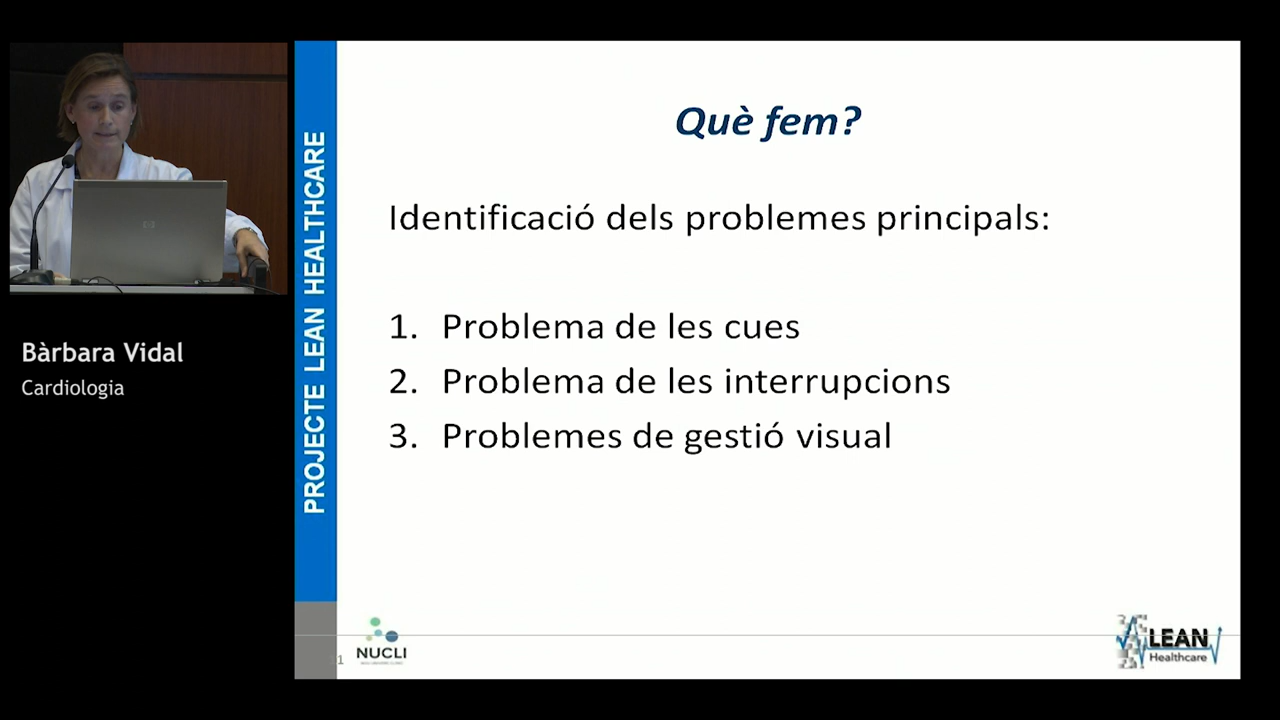 Bàrbara Vidal
Cardiologia
PROJECTE LEAN HEALTHCARE
Què fem?
Identificació dels problemes principals:
1. Problema de les cues
2. Problema de les interrupcions
3. Problemes de gestió visual
NUCLI
LEAN
Healthcare